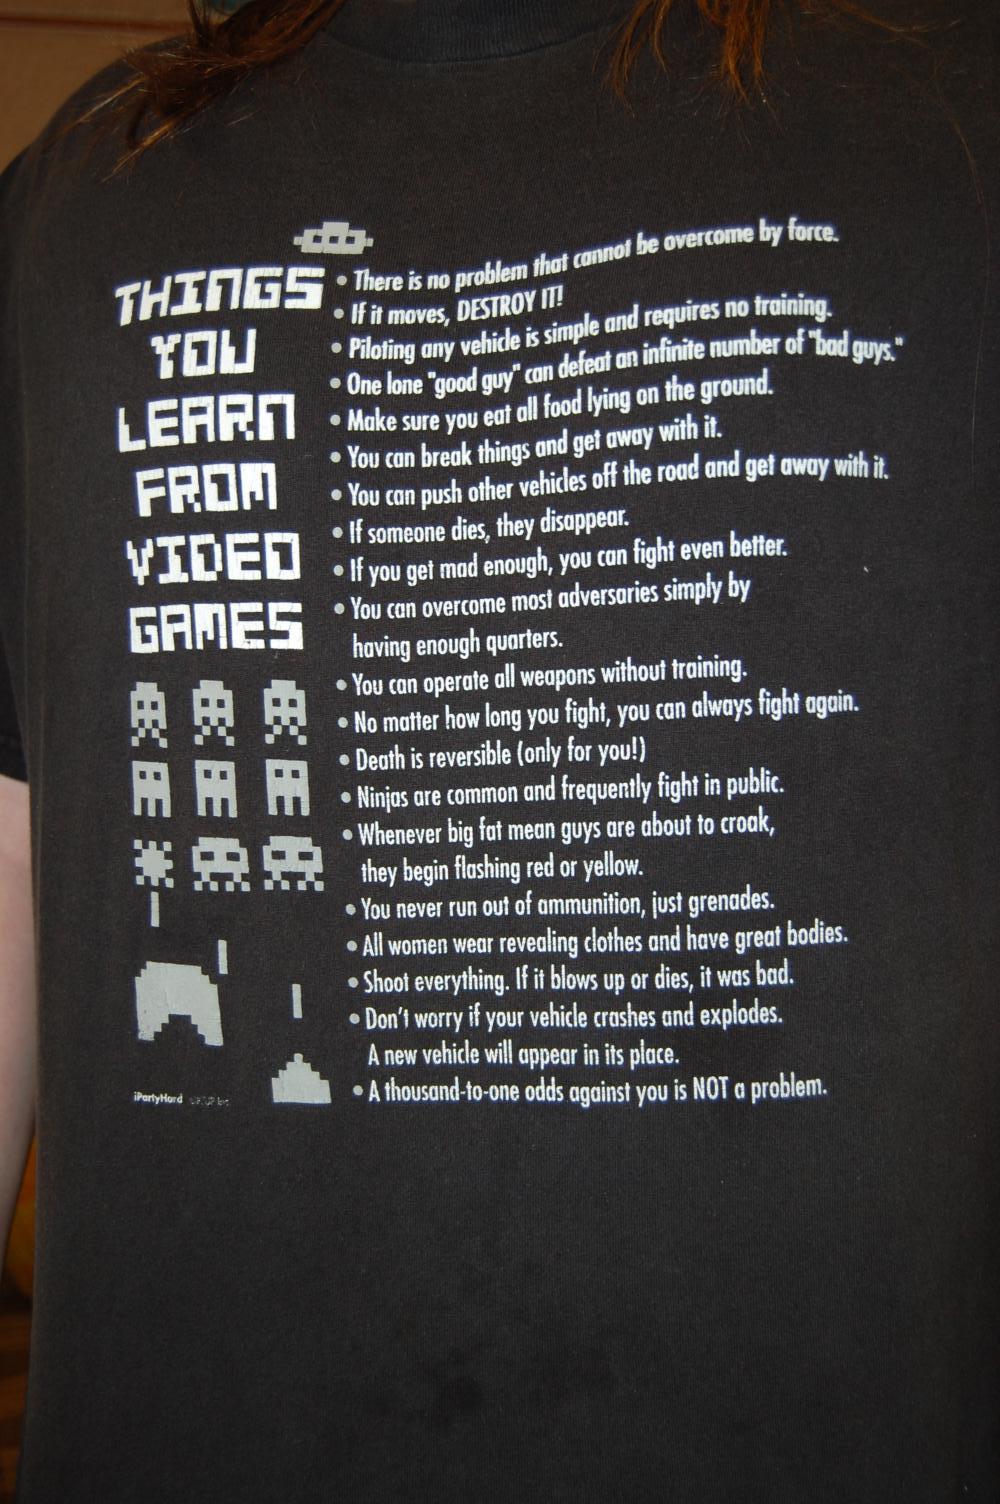 THINGS
YOU
LEARN
FROM
VIDEO
GAMES
• There is no problem that cannot be overcome by force.
• If it moves, DESTROY IT!
• Piloting any vehicle is simple and requires no training.
• One lone "good guy" can defeat an infinite number of "bad guys."
• Make sure you eat all food lying on the ground.
• You can break things and get away with it.
• You can push other vehicles off the road and get away with it.
• If someone dies, they disappear.
• If you get mad enough, you can fight even better.
• You can overcome most adversaries simply by
having enough quarters.
• You can operate all weapons without training.
• No matter how long you fight, you can always fight again.
• Death is reversible (only for you!)
• Ninjas are common and frequently fight in public.
• Whenever big fat mean guys are about to croak,
they begin flashing red or yellow.
• You never run out of ammunition, just grenades.
• All women wear revealing clothes and have great bodies.
• Shoot everything. If it blows up or dies, it was bad.
• Don't worry if your vehicle crashes and explodes.
A new vehicle will appear in its place.
• A thousand-to-one odds against you is NOT a problem.
iPartyHard